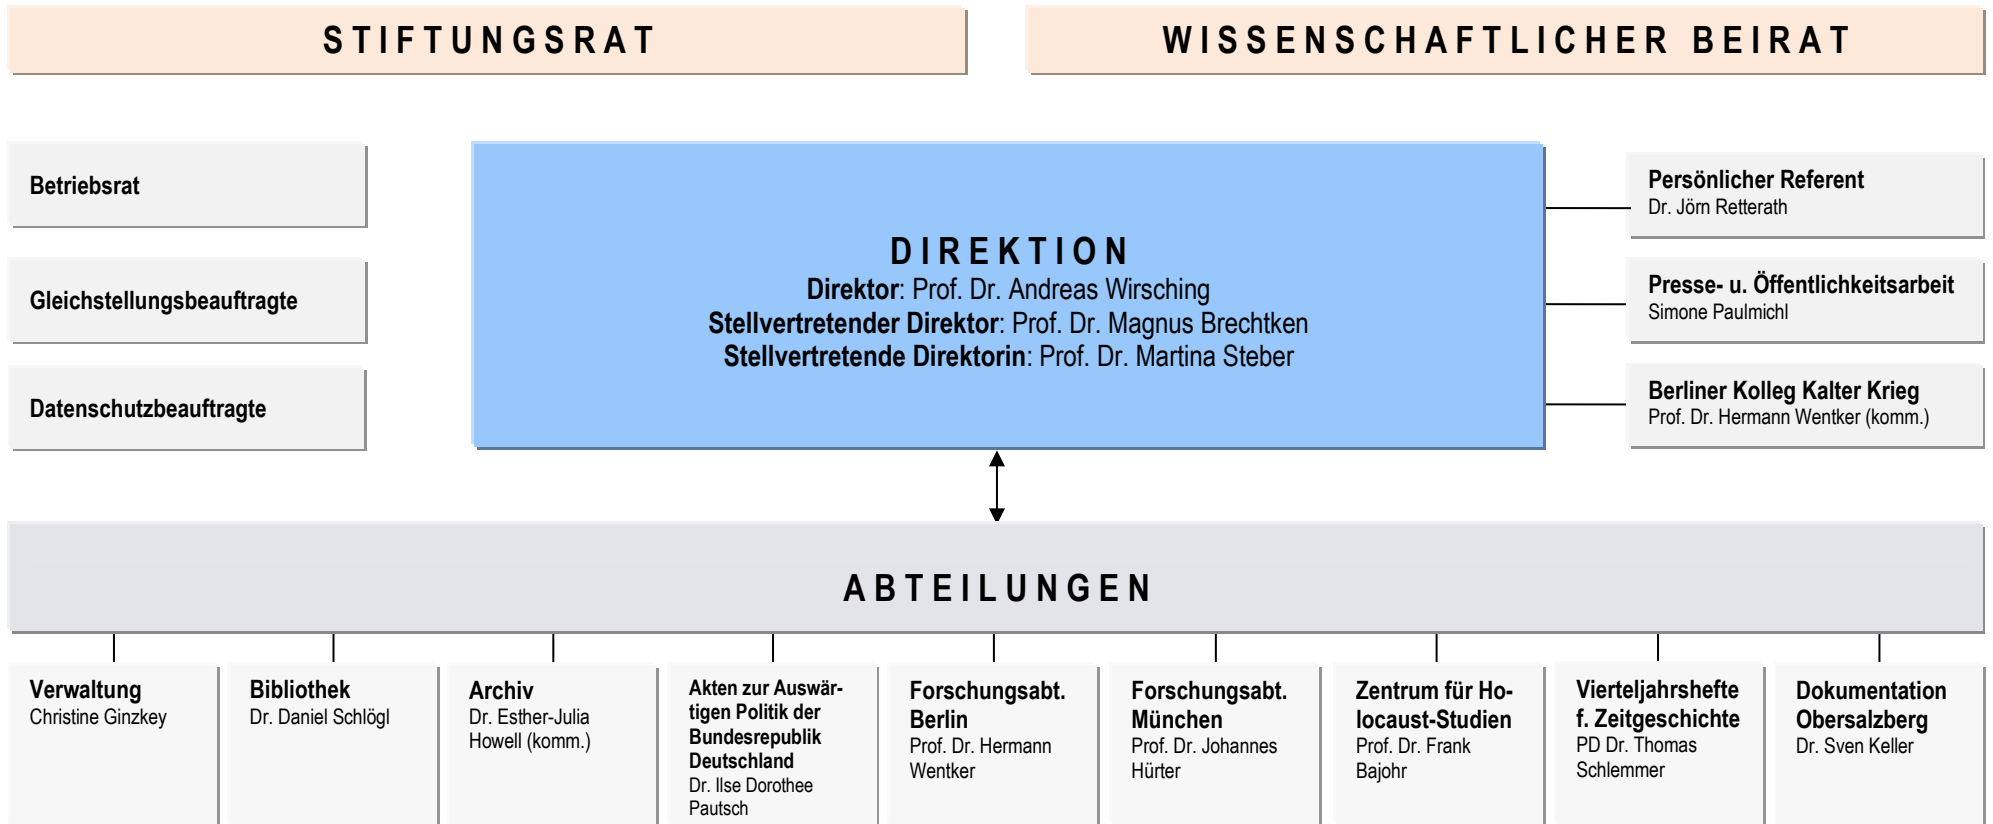 STIFTUNGSRAT
WISSENSCHAFTLICHER BEIRAT
Betriebsrat
Gleichstellungsbeauftragte
Datenschutzbeauftragte
DIREKTION
Direktor: Prof. Dr. Andreas Wirsching
Stellvertretender Direktor: Prof. Dr. Magnus Brechtken
Stellvertretende Direktorin: Prof. Dr. Martina Steber
Persönlicher Referent
Dr. Jörn Retterath
Presse- u. Öffentlichkeitsarbeit
Simone Paulmichl
Berliner Kolleg Kalter Krieg
Prof. Dr. Hermann Wentker (komm.)
ABTEILUNGEN
Verwaltung
Christine Ginzkey
Bibliothek
Dr. Daniel Schlögl
Archiv
Dr. Esther-Julia
Howell (komm.)
Akten zur Auswär-
tigen Politik der
Bundesrepublik
Deutschland
Dr. Ilse Dorothee
Pautsch
Forschungsabt.
Berlin
Prof. Dr. Hermann
Wentker
Forschungsabt.
München
Prof. Dr. Johannes
Hürter
Zentrum für Ho-
locaust-Studien
Prof. Dr. Frank
Bajohr
Vierteljahrshefte
f. Zeitgeschichte
PD Dr. Thomas
Schlemmer
Dokumentation
Obersalzberg
Dr. Sven Keller